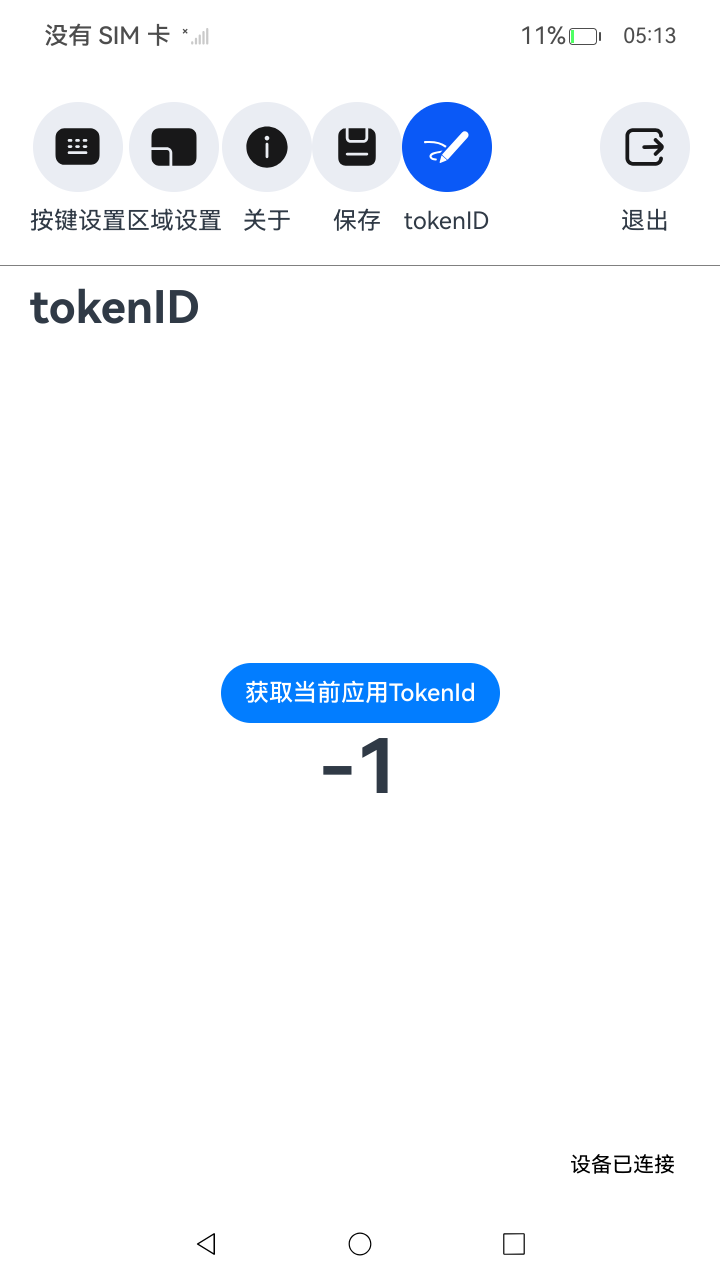 没有 SIM 卡 11% 05:13
按键设置 区域设置 关于 保存 tokenID 退出
tokenID
获取当前应用TokenId
-1
设备已连接